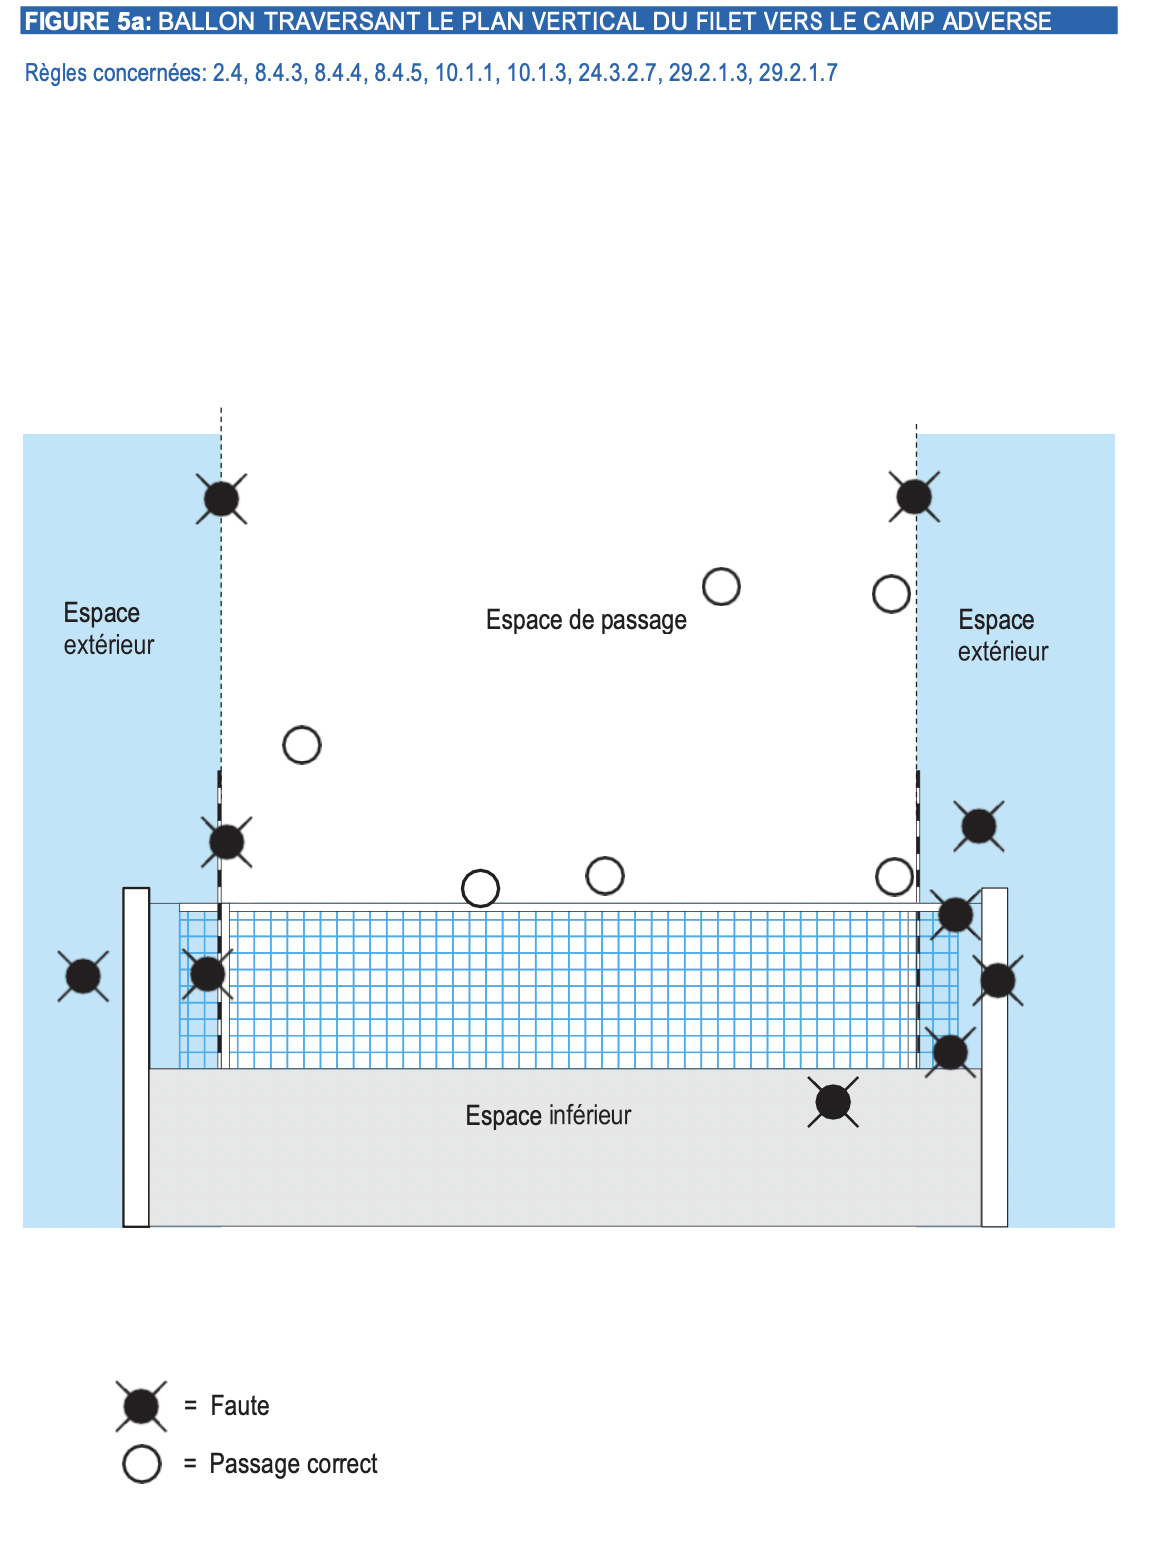 FIGURE 5a: BALLON TRAVERSANT LE PLAN VERTICAL DU FILET VERS LE CAMP ADVERSE
Règles concernées: 2.4, 8.4.3, 8.4.4, 8.4.5, 10.1.1, 10.1.3, 24.3.2.7, 29.2.1.3, 29.2.1.7
Espace
extérieur
Espace de passage
Espace
extérieur
Espace inférieur
= Faute
= Passage correct